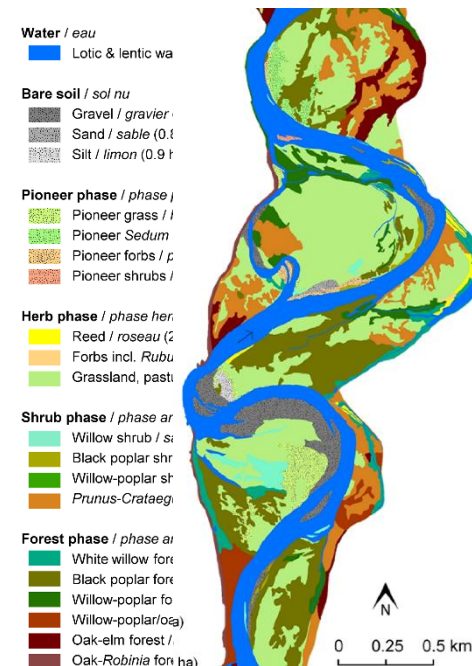 Water / eau
Lotic & lentic wa
Bare soil / sol nu
Gravel / gravier
Sand / sable (0.8
Silt / limon (0.9 h
Pioneer phase / phase p
Pioneer grass /
Pioneer Sedum
Pioneer forbs / p
Pioneer shrubs /
Herb phase / phase her
Reed / roseau (2
Forbs incl. Rubu
Grassland, pastu
Shrub phase / phase ar
Willow shrub / sa
Black poplar shr
Willow-poplar sh
Prunus-Crataegu
Forest phase / phase ar
White willow fore
Black poplar fore
Willow-poplar fo
Willow-poplar/oa)
Oak-elm forest /
Oak-Robinia fore ha)
N
0 0.25 0.5 km